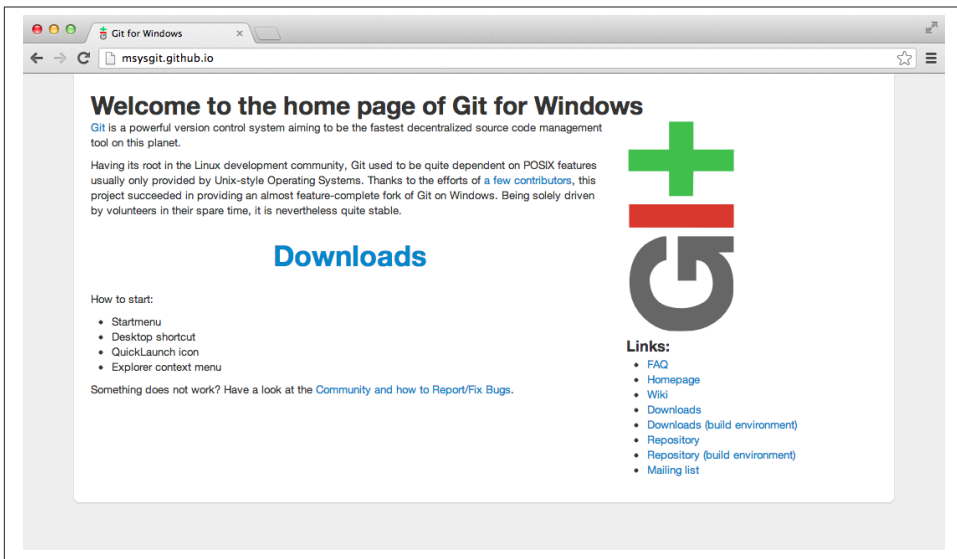 Git for Windows
msysgit.github.io
Welcome to the home page of Git for Windows
Git is a powerful version control system aiming to be the fastest decentralized source code management
tool on this planet.
Having its root in the Linux development community, Git used to be quite dependent on POSIX features
usually only provided by Unix-style Operating Systems. Thanks to the efforts of a few contributors, this
project succeeded in providing an almost feature-complete fork of Git on Windows. Being solely driven
by volunteers in their spare time, it is nevertheless quite stable.
Downloads
How to start:
• Startmenu
• Desktop shortcut
• QuickLaunch icon
• Explorer context menu
Something does not work? Have a look at the Community and how to Report/Fix Bugs.
GI+
Links:
• FAQ
• Homepage
• Wiki
• Downloads
• Downloads (build environment)
• Repository
• Repository (build environment)
• Mailing list